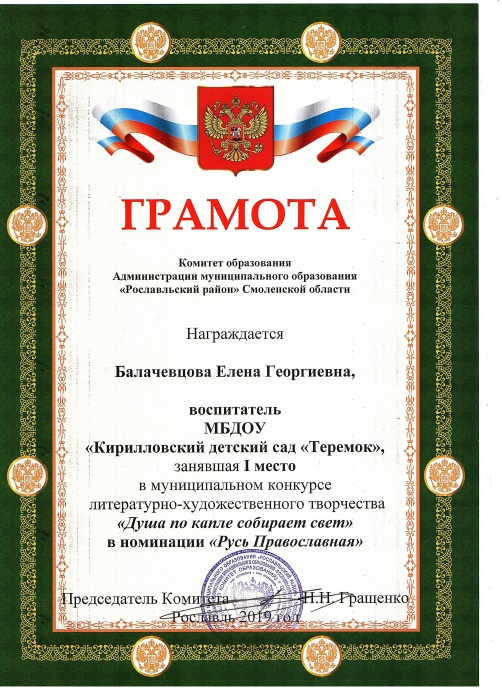 ГРАМОТА
Комитет образования
Администрации муниципального образования
«Рославльский район» Смоленской области
Награждается
Балачевцова Елена Георгиевна,
воспитатель
МБДОУ
«Кирилловский детский сад «Теремок»,
занявшая I место
в муниципальном конкурсе
литературно-художественного творчества
«Душа по капле собирает свет»
в номинации «Русь Православная»
Председатель Комитета Н.Н. Гращенко
Рославль 2019 год